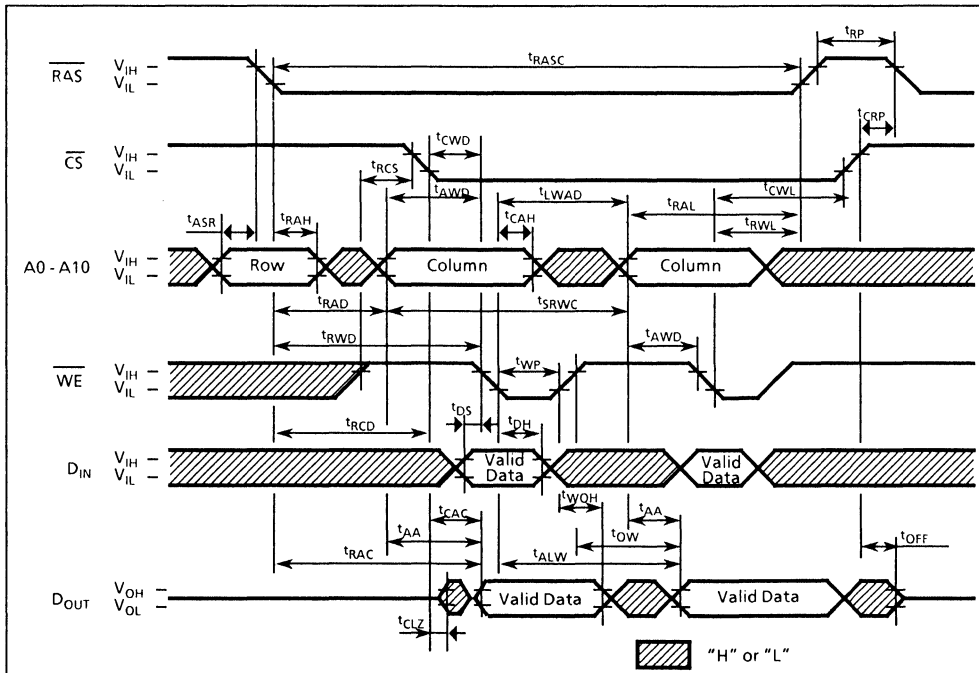 tRP
RAS VIH VIL tRASC
tCRP
CS VIH VIL tCWD
tRCS tCWL
tAWD tLWAD tRAL
tASR tRAH tCAH tRWL
A0 - A10 VIH VIL Row Column Column
tRAD tSRWC
tRWD tAWD
WE VIH VIL tWP
tDS tDH
tRCD
DIN VIH VIL Valid Data Valid Data
tWOH
tCAC tAA
tAA tOW tOFF
tRAC tALW
DOUT VOH VOL Valid Data Valid Data
tCLZ
"H" or "L"